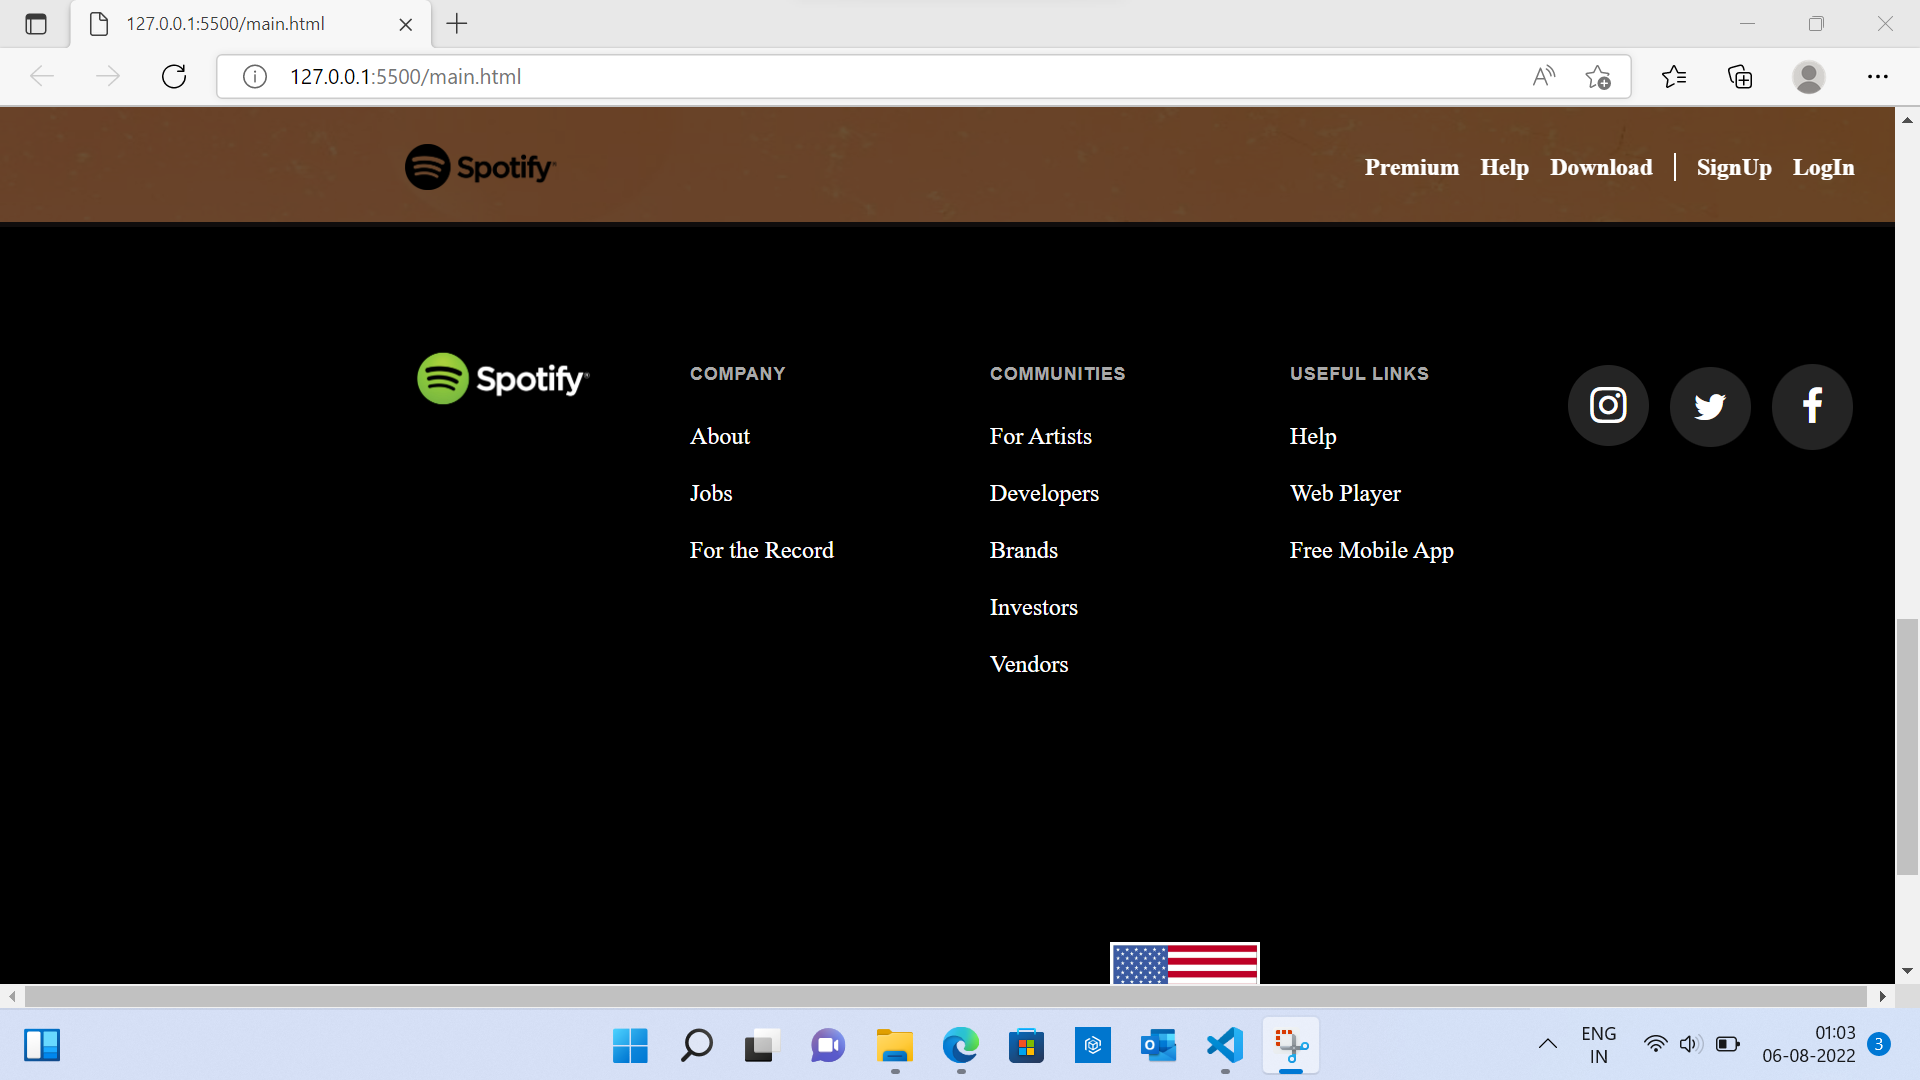 127.0.0.1:5500/main.html
127.0.0.1:5500/main.html
Spotify
Premium Help Download | SignUp LogIn
Spotify
COMPANY
About
Jobs
For the Record
COMMUNITIES
For Artists
Developers
Brands
Investors
Vendors
USEFUL LINKS
Help
Web Player
Free Mobile App
ENG
IN
01:03
06-08-2022
3